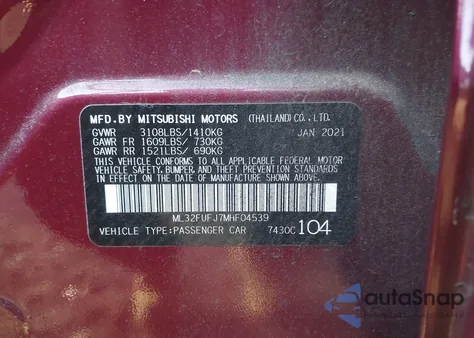 MFD.BY MITSUBISHI MOTORS (THAILAND)CO.,LTD.
GVWR 3108LBS/1410KG JAN 2021
GAWR FR 1609LBS/ 730KG
GAWR RR 1521LBS/ 690KG
THIS VEHICLE CONFORMS TO ALL APPLICABLE FEDERAL MOTOR
VEHICLE SAFETY,BUMPER,AND THEFT PREVENTION STANDARDS
IN EFFECT ON THE DATE OF MANUFACTURE SHOWN ABOVE.
ML32FUFJ7MHF04539
VEHICLE TYPE:PASSENGER CAR 7430C 104
autoSnap